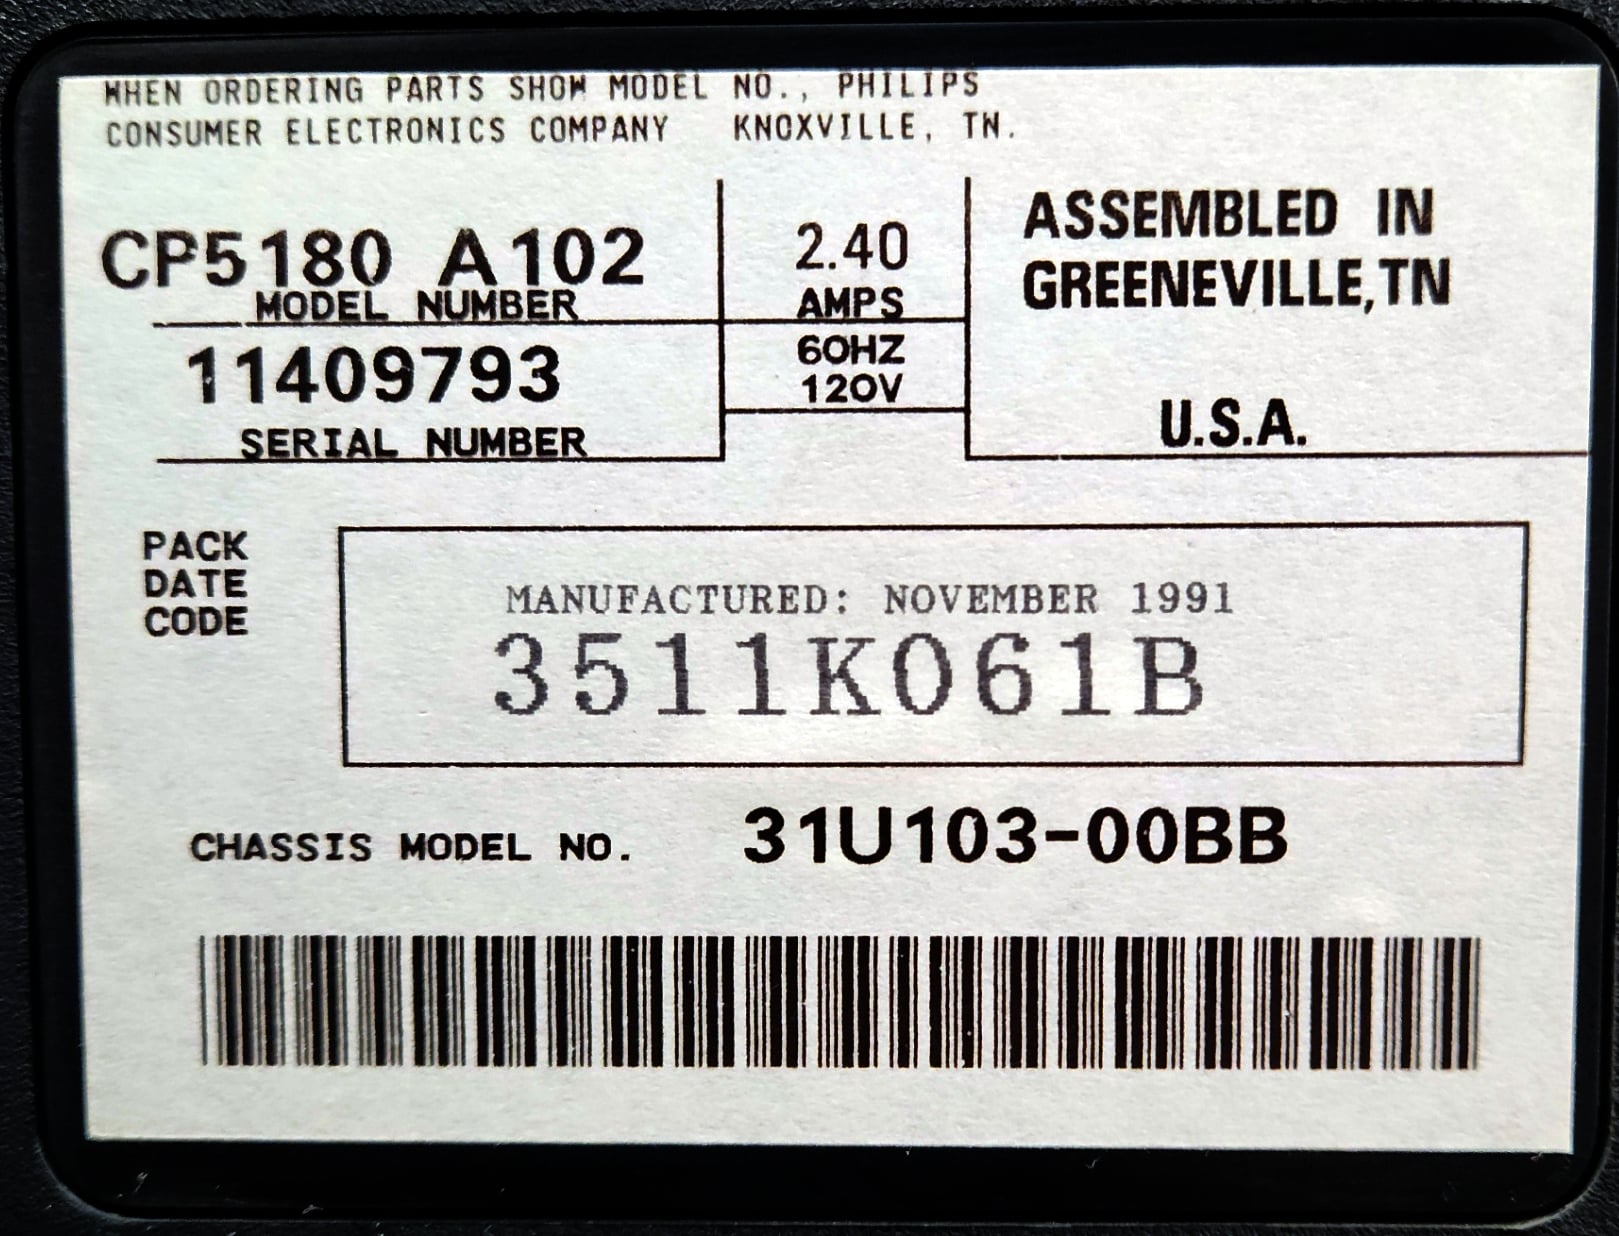 WHEN ORDERING PARTS SHOW MODEL NO., PHILIPS
CONSUMER ELECTRONICS COMPANY KNOXVILLE, TN.
CP5180 A102
MODEL NUMBER
11409793
SERIAL NUMBER
2.40
AMPS
60HZ
120V
ASSEMBLED IN
GREENEVILLE,TN
U.S.A.
PACK
DATE
CODE
MANUFACTURED: NOVEMBER 1991
3511K061B
CHASSIS MODEL NO. 31U103-00BB